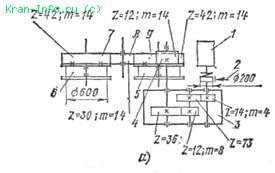 Kran-Info.ru (c)
Z=42; m=14
7
8
9
Z=12; m=14
Z=42; m=14
1
2
ф200
6
ф600
5
4
Z=14; m=4
3
Z=30; m=14
Z=36;
Z=12; m=8
Z=73
а)